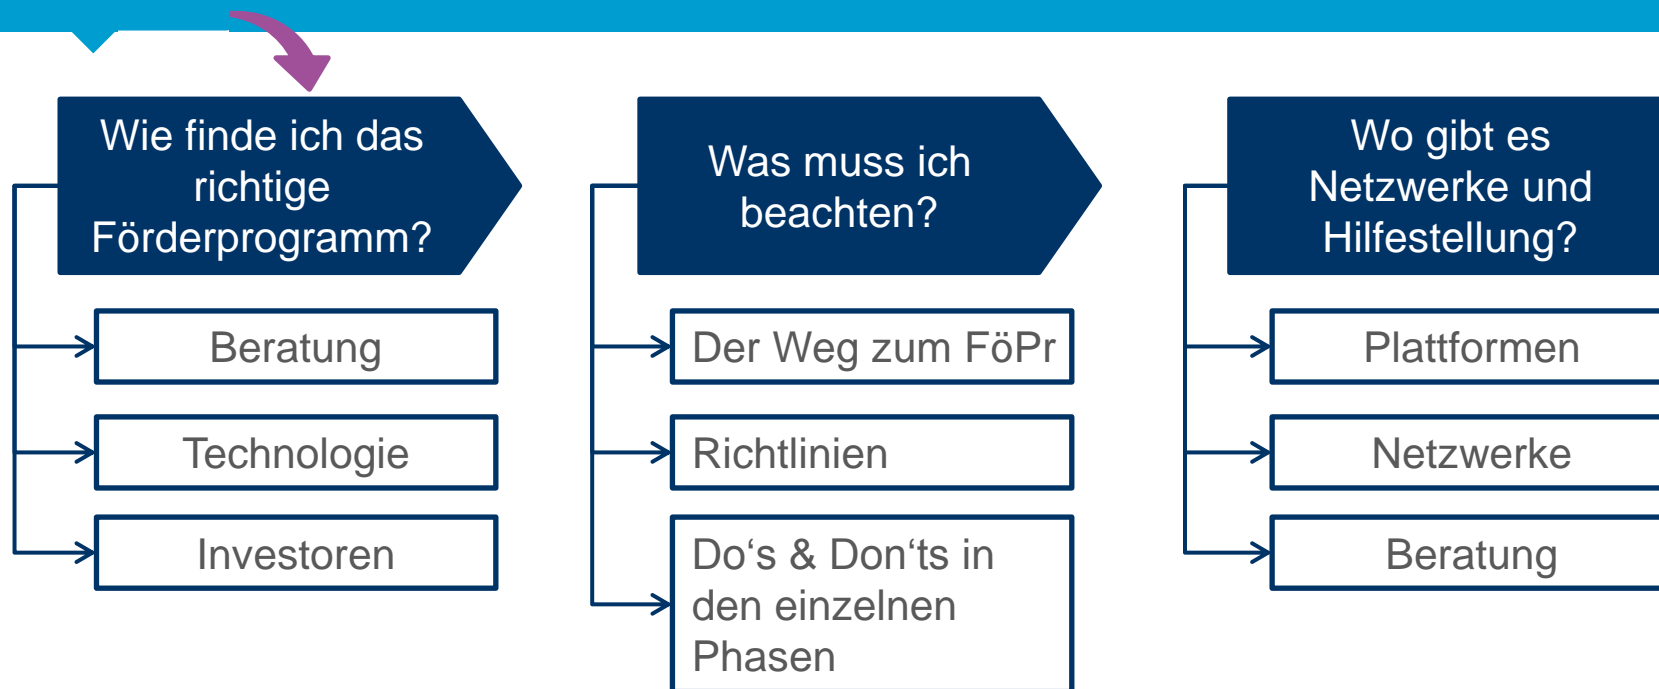 Wie finde ich das
richtige
Förderprogramm?
Beratung
Technologie
Investoren
Was muss ich
beachten?
Der Weg zum FöPr
Richtlinien
Do‘s & Don‘ts in
den einzelnen
Phasen
Wo gibt es
Netzwerke und
Hilfestellung?
Plattformen
Netzwerke
Beratung